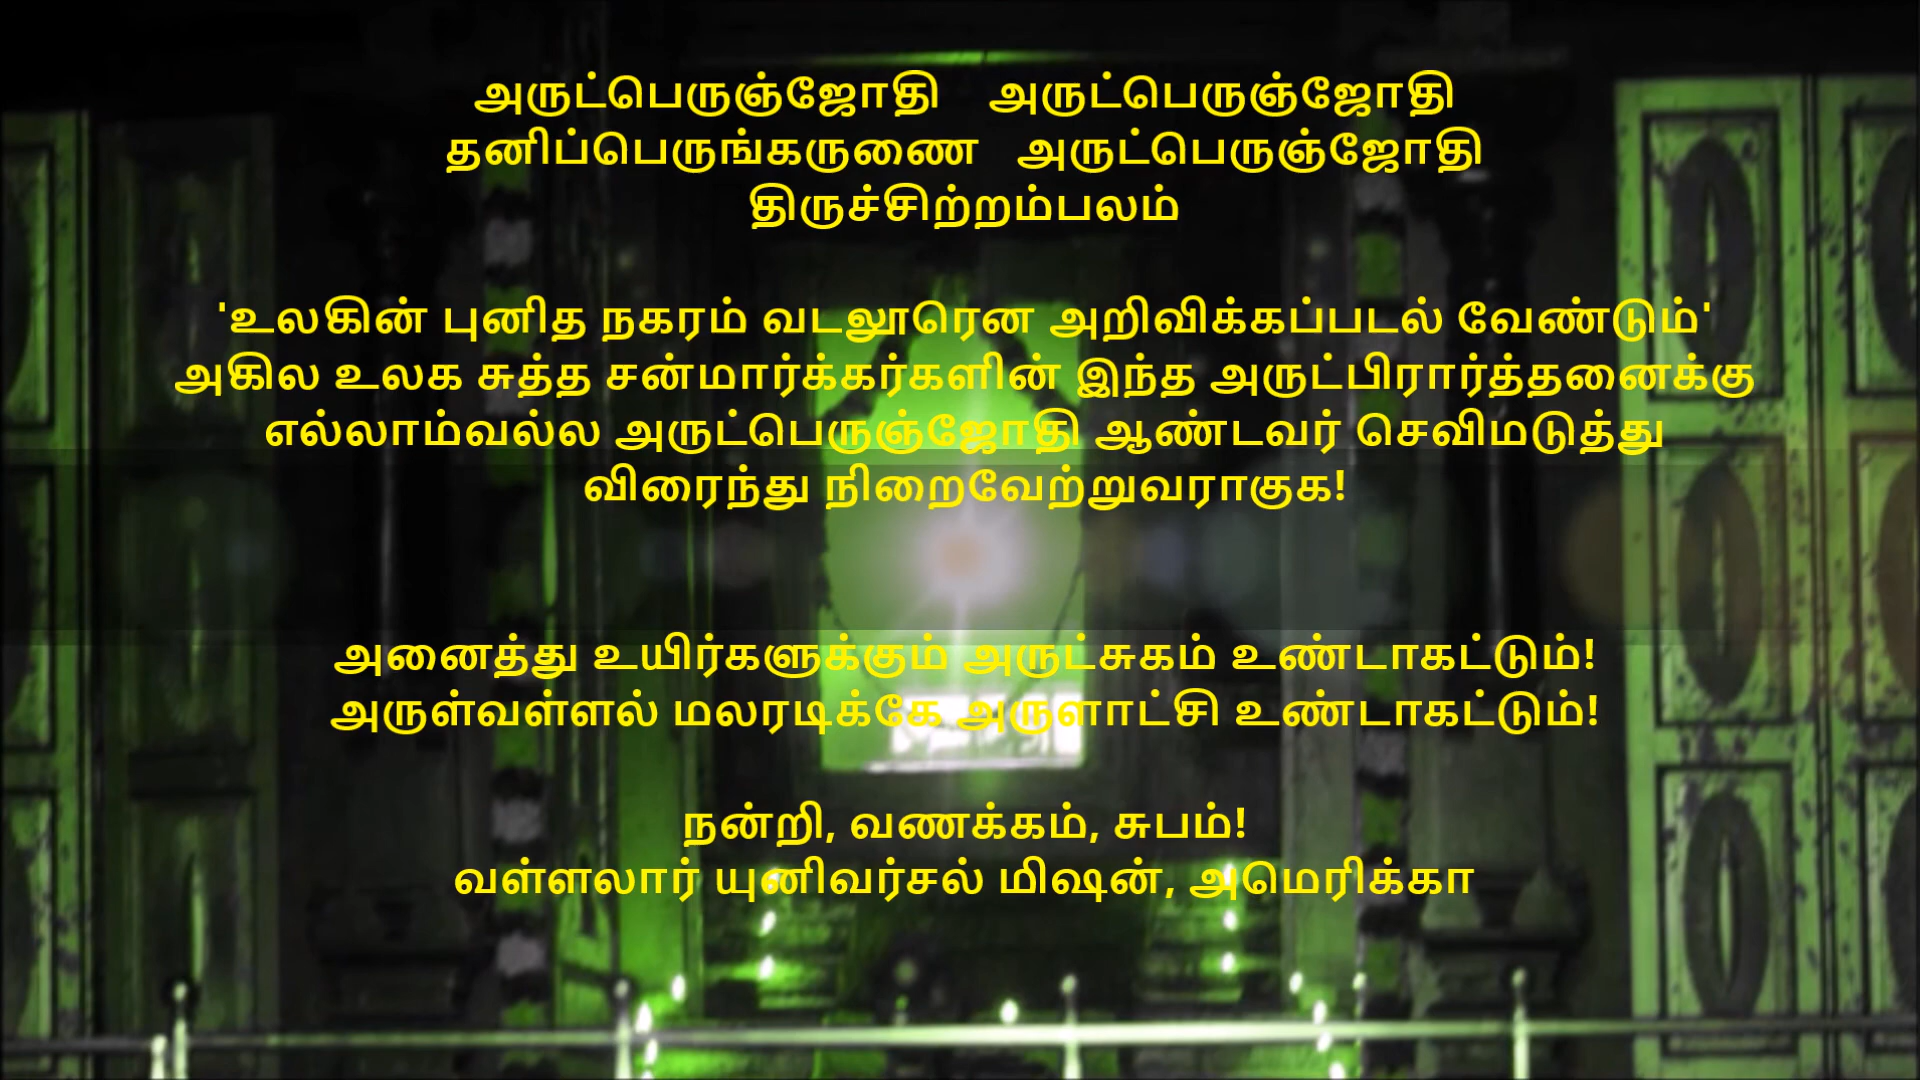 அருட்பெருஞ்ஜோதி அருட்பெருஞ்ஜோதி
தனிப்பெருங்கருணை அருட்பெருஞ்ஜோதி
திருச்சிற்றம்பலம்
'உலகின் புனித நகரம் வடலூரென அறிவிக்கப்படல் வேண்டும்'
அகில உலக சுத்த சன்மார்க்கர்களின் இந்த அருட்பிரார்த்தனைக்கு
எல்லாம்வல்ல அருட்பெருஞ்ஜோதி ஆண்டவர் செவிமடுத்து
விரைந்து நிறைவேற்றுவராகுக!
அனைத்து உயிர்களுக்கும் அருட்சுகம் உண்டாகட்டும்!
அருள்வள்ளல் மலரடிக்கே அருளாட்சி உண்டாகட்டும்!
நன்றி, வணக்கம், சுபம்!
வள்ளலார் யுனிவர்சல் மிஷன், அமெரிக்கா